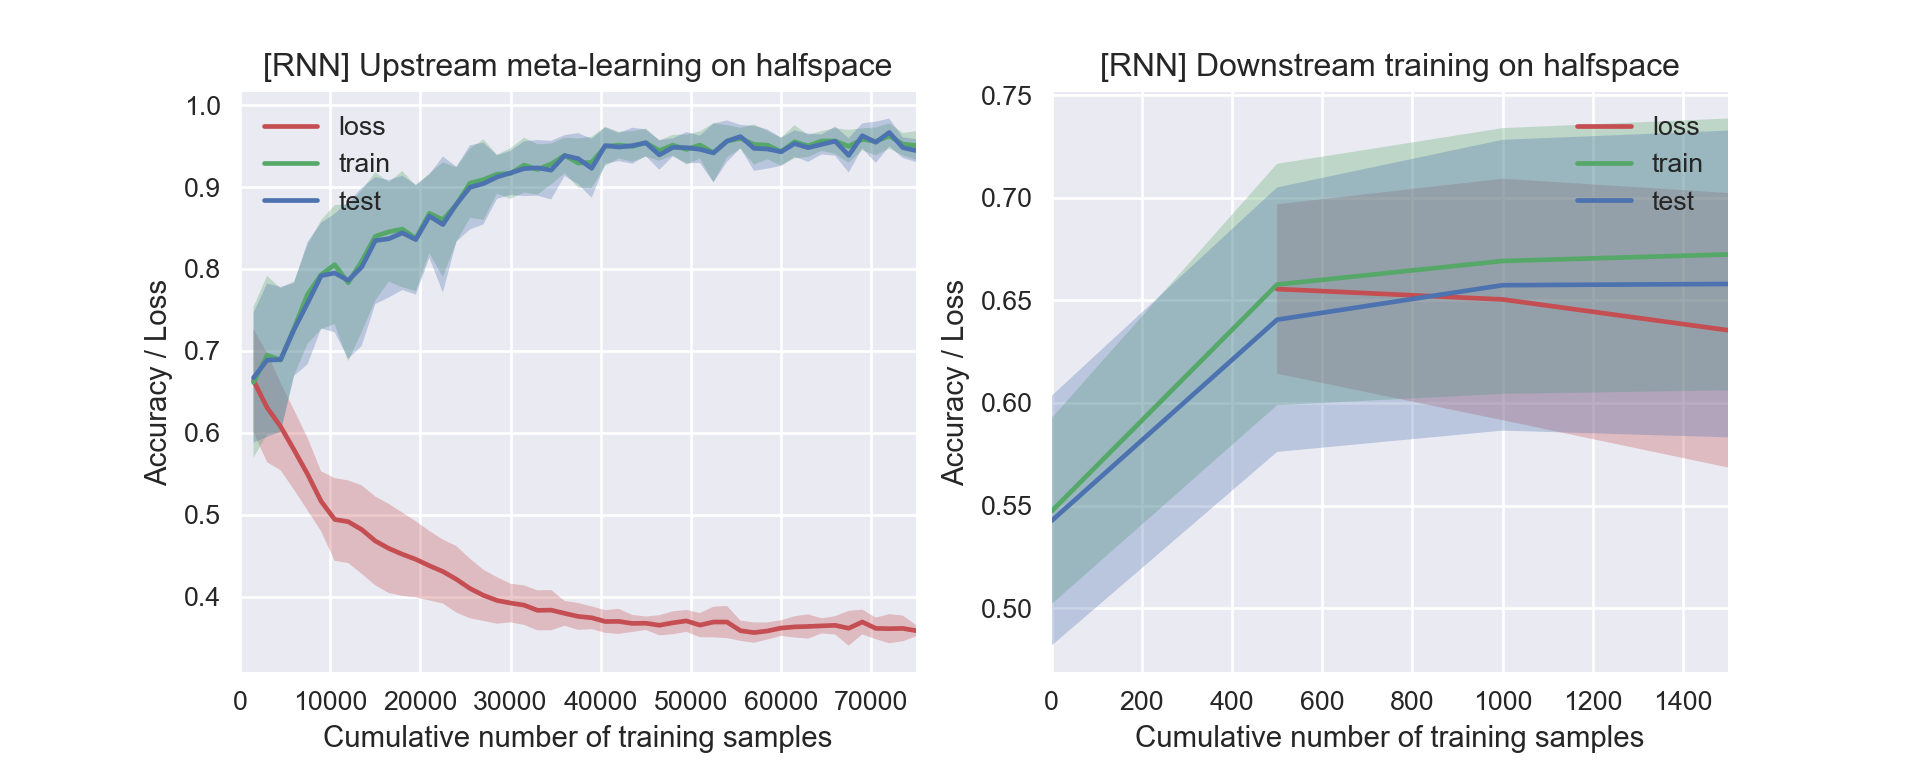 [RNN] Upstream meta-learning on halfspace
1.0
0.9
0.8
0.7
0.6
0.5
0.4
Accuracy / Loss
loss
train
test
0
10000
20000
30000
40000
50000
60000
70000
Cumulative number of training samples
[RNN] Downstream training on halfspace
0.75
0.70
0.65
0.60
0.55
0.50
Accuracy / Loss
loss
train
test
0
200
400
600
800
1000
1200
1400
Cumulative number of training samples